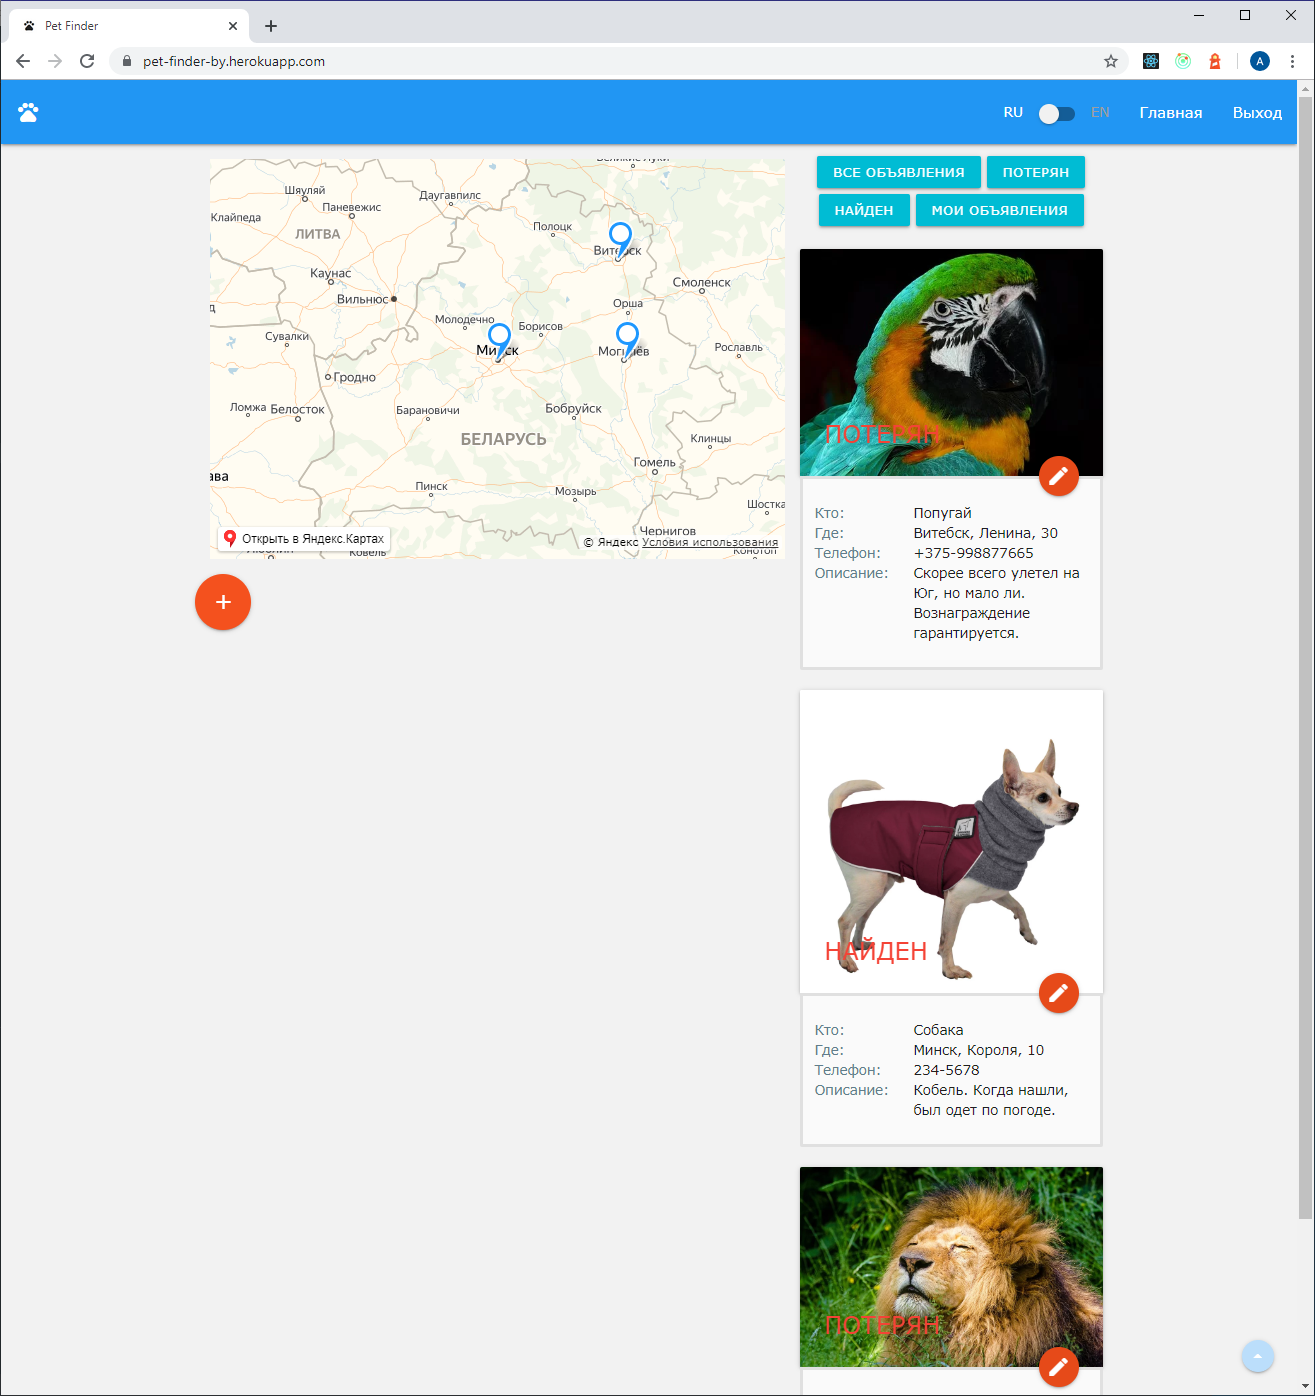 Pet Finder
pet-finder-by.herokuapp.com
A
RU
EN
Главная
Выход
Великие Луки
Шяуляй
Даугавпилс
Паневежис
Клайпеда
ЛИТВА
Полоцк
Витебск
Каунас
Смоленск
Вильнюс
Орша
Молодечно
Борисов
Сувалки
Минск
Могилёв
Рославль
Гродно
Ломжа
Белосток
Барановичи
Бобруйск
БЕЛАРУСЬ
Клинцы
Гомель
ава
Пинск
Мозырь
Шостка
Чернигов
Открыть в Яндекс.Картах
© Яндекс Условия использования
Люблин
Ковель
Конотоп
ВСЕ ОБЪЯВЛЕНИЯ
ПОТЕРЯН
НАЙДЕН
МОИ ОБЪЯВЛЕНИЯ
ПОТЕРЯН
Кто: Попугай
Где: Витебск, Ленина, 30
Телефон: +375-998877665
Описание: Скорее всего улетел на
Юг, но мало ли.
Вознаграждение
гарантируется.
НАЙДЕН
Кто: Собака
Где: Минск, Короля, 10
Телефон: 234-5678
Описание: Кобель. Когда нашли,
был одет по погоде.
ПОТЕРЯН